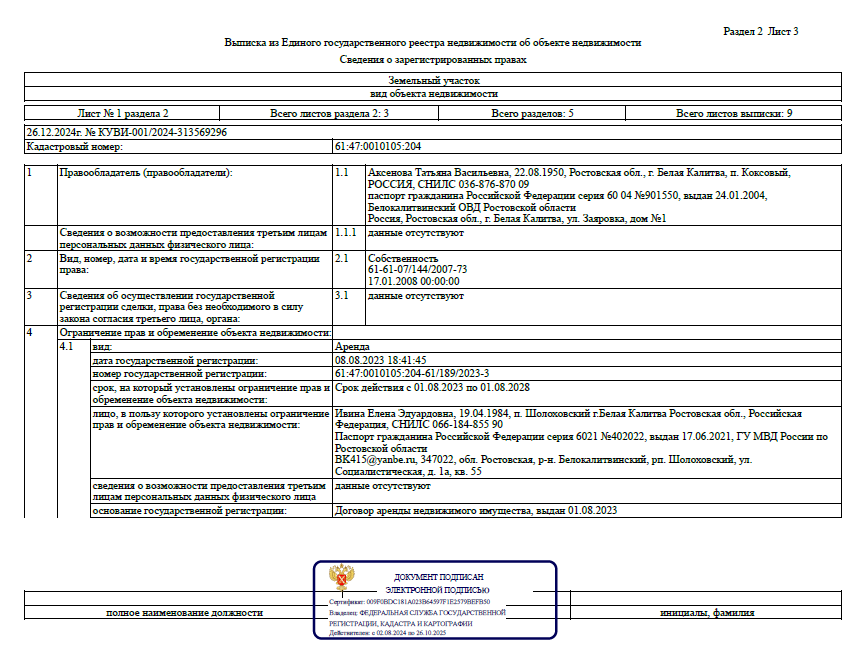 Раздел 2 Лист 3
Выписка из Единого государственного реестра недвижимости об объекте недвижимости
Сведения о зарегистрированных правах
Земельный участок
вид объекта недвижимости
Лист № 1 раздела 2 Всего листов раздела 2: 3 Всего разделов: 5 Всего листов выписки: 9
26.12.2024г. № КУВИ-001/2024-313569296
Кадастровый номер: 61:47:0010105:204
1 Правообладатель (правообладатели): 1.1 Аксенова Татьяна Васильевна, 22.08.1950, Ростовская обл., г. Белая Калитва, п. Коксовый,
РОССИЯ, СНИЛС 036-876-870 09
паспорт гражданина Российской Федерации серия 60 04 №901550, выдан 24.01.2004,
Белокалитвинский ОВД Ростовской области
Россия, Ростовская обл., г. Белая Калитва, ул. Заяровка, дом №1
Сведения о возможности предоставления третьим лицам 1.1.1 данные отсутствуют
персональных данных физического лица:
2 Вид, номер, дата и время государственной регистрации 2.1 Собственность
права: 61-61-07/144/2007-73
17.01.2008 00:00:00
3 Сведения об осуществлении государственной 3.1 данные отсутствуют
регистрации сделки, права без необходимого в силу
закона согласия третьего лица, органа:
4 Ограничение прав и обременение объекта недвижимости:
4.1 вид: Аренда
дата государственной регистрации: 08.08.2023 18:41:45
номер государственной регистрации: 61:47:0010105:204-61/189/2023-3
срок, на который установлены ограничение прав и Срок действия с 01.08.2023 по 01.08.2028
обременение объекта недвижимости:
лицо, в пользу которого установлены ограничение Ивина Елена Эдуардовна, 19.04.1984, п. Шолоховский г.Белая Калитва Ростовская обл., Российская
прав и обременение объекта недвижимости: Федерация, СНИЛС 066-184-855 90
Паспорт гражданина Российской Федерации серия 6021 №402022, выдан 17.06.2021, ГУ МВД России по
Ростовской области
BK415@yanbe.ru, 347022, обл. Ростовская, р-н. Белокалитвинский, рп. Шолоховский, ул.
Социалистическая, д. 1а, кв. 55
сведения о возможности предоставления третьим данные отсутствуют
лицам персональных данных физического лица
основание государственной регистрации: Договор аренды недвижимого имущества, выдан 01.08.2023
ДОКУМЕНТ ПОДПИСАН
ЭЛЕКТРОННОЙ ПОДПИСЬЮ
Сертификат: 009F0BDC181A023B64597F1E2579BEFB50
Владелец: ФЕДЕРАЛЬНАЯ СЛУЖБА ГОСУДАРСТВЕННОЙ
РЕГИСТРАЦИИ, КАДАСТРА И КАРТОГРАФИИ
Действителен: с 02.08.2024 по 26.10.2025
полное наименование должности инициалы, фамилия